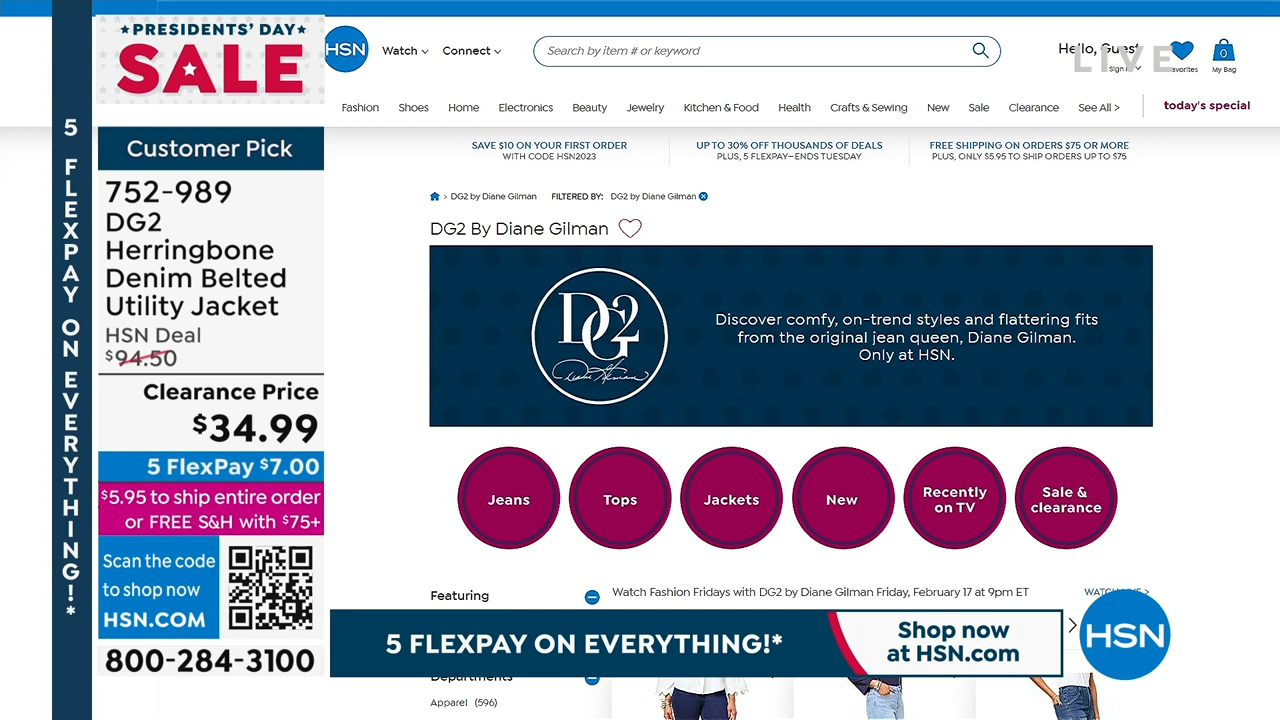 5 FLEXPAY ON EVERYTHING!*
PRESIDENTS' DAY
SALE
Customer Pick
752-989
DG2
Herringbone
Denim Belted
Utility Jacket
HSN Deal
$94.50
Clearance Price
$34.99
5 FlexPay $7.00
$5.95 to ship entire order
or FREE S&H with $75+
Scan the code
to shop now
HSN.COM
800-284-3100
HSN
Watch
Connect
Search by item # or keyword
Hello, Guest
Sign In
LIVE
Favorites
0
My Bag
Fashion Shoes Home Electronics Beauty Jewelry Kitchen & Food Health Crafts & Sewing New Sale Clearance See All > today's special
SAVE $10 ON YOUR FIRST ORDER
WITH CODE HSN2023
UP TO 30% OFF THOUSANDS OF DEALS
PLUS, 5 FLEXPAY—ENDS TUESDAY
FREE SHIPPING ON ORDERS $75 OR MORE
PLUS, ONLY $5.95 TO SHIP ORDERS UP TO $75
> DG2 by Diane Gilman FILTERED BY: DG2 by Diane Gilman
DG2 By Diane Gilman
DG2
Diane Gilman
Discover comfy, on-trend styles and flattering fits
from the original jean queen, Diane Gilman.
Only at HSN.
Jeans
Tops
Jackets
New
Recently
on TV
Sale &
clearance
Featuring
Watch Fashion Fridays with DG2 by Diane Gilman Friday, February 17 at 9pm ET
5 FLEXPAY ON EVERYTHING!*
Shop now
at HSN.com
HSN
Departments
Apparel (596)